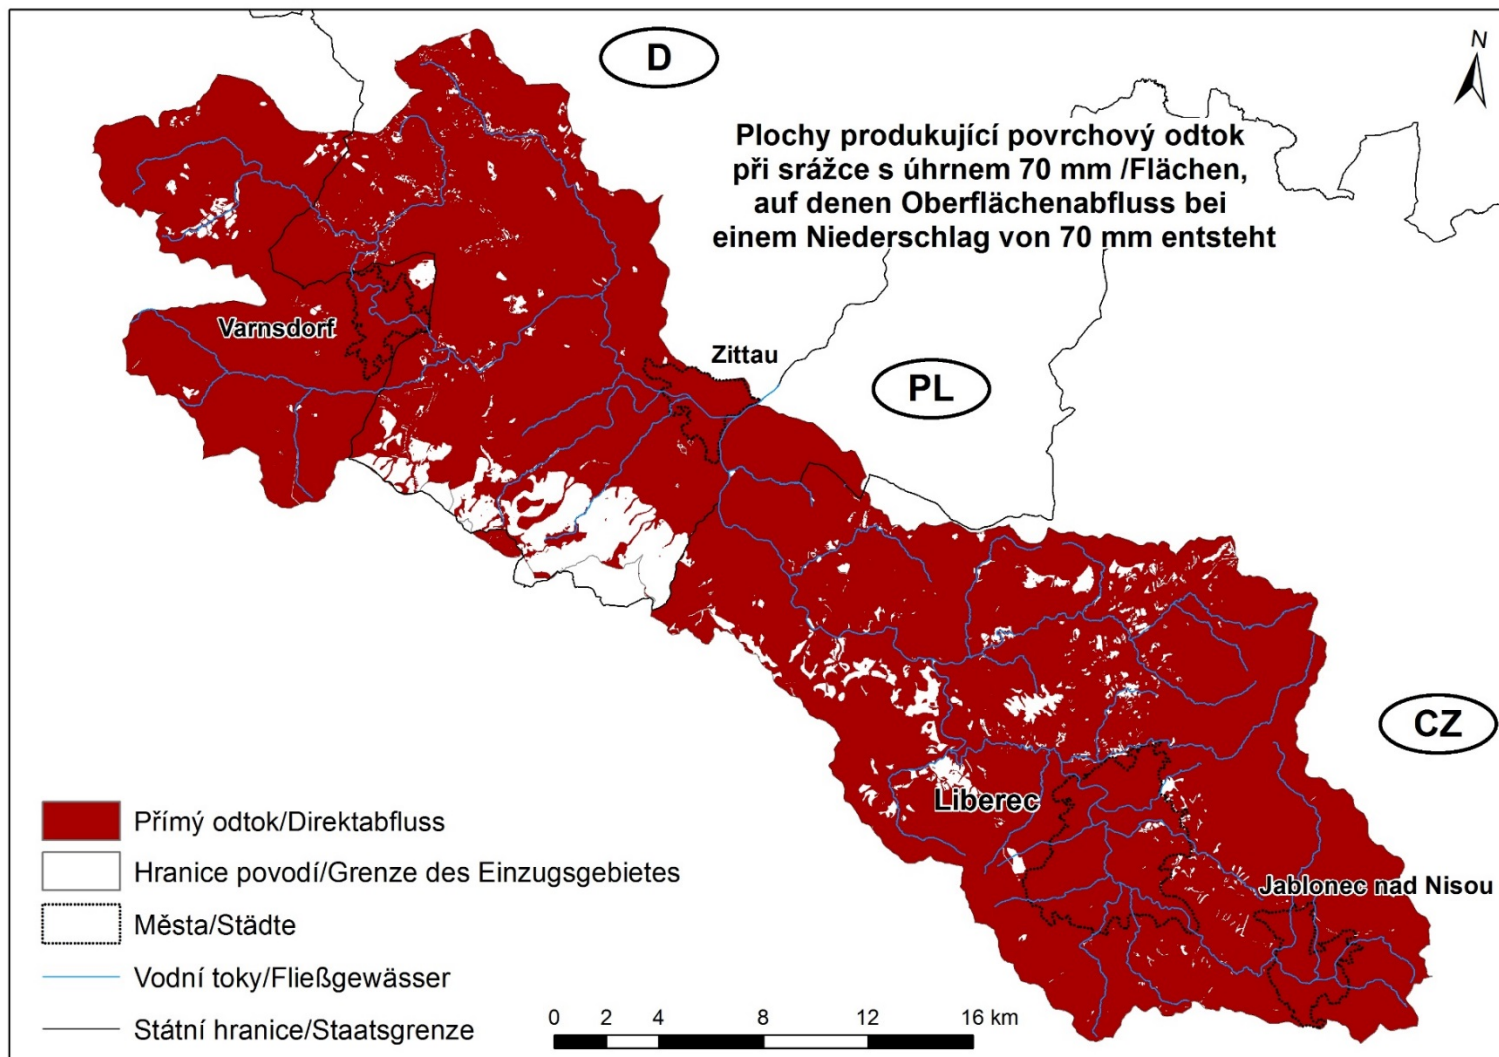 N
D
Plochy produkující povrchový odtok
při srážce s úhrnem 70 mm /Flächen,
auf denen Oberflächenabfluss bei
einem Niederschlag von 70 mm entsteht
Varnsdorf
Zittau
PL
CZ
Liberec
Jablonec nad Nisou
Přímý odtok/Direktabfluss
Hranice povodí/Grenze des Einzugsgebietes
Města/Städte
Vodní toky/Fließgewässer
Státní hranice/Staatsgrenze
0 2 4 8 12 16 km